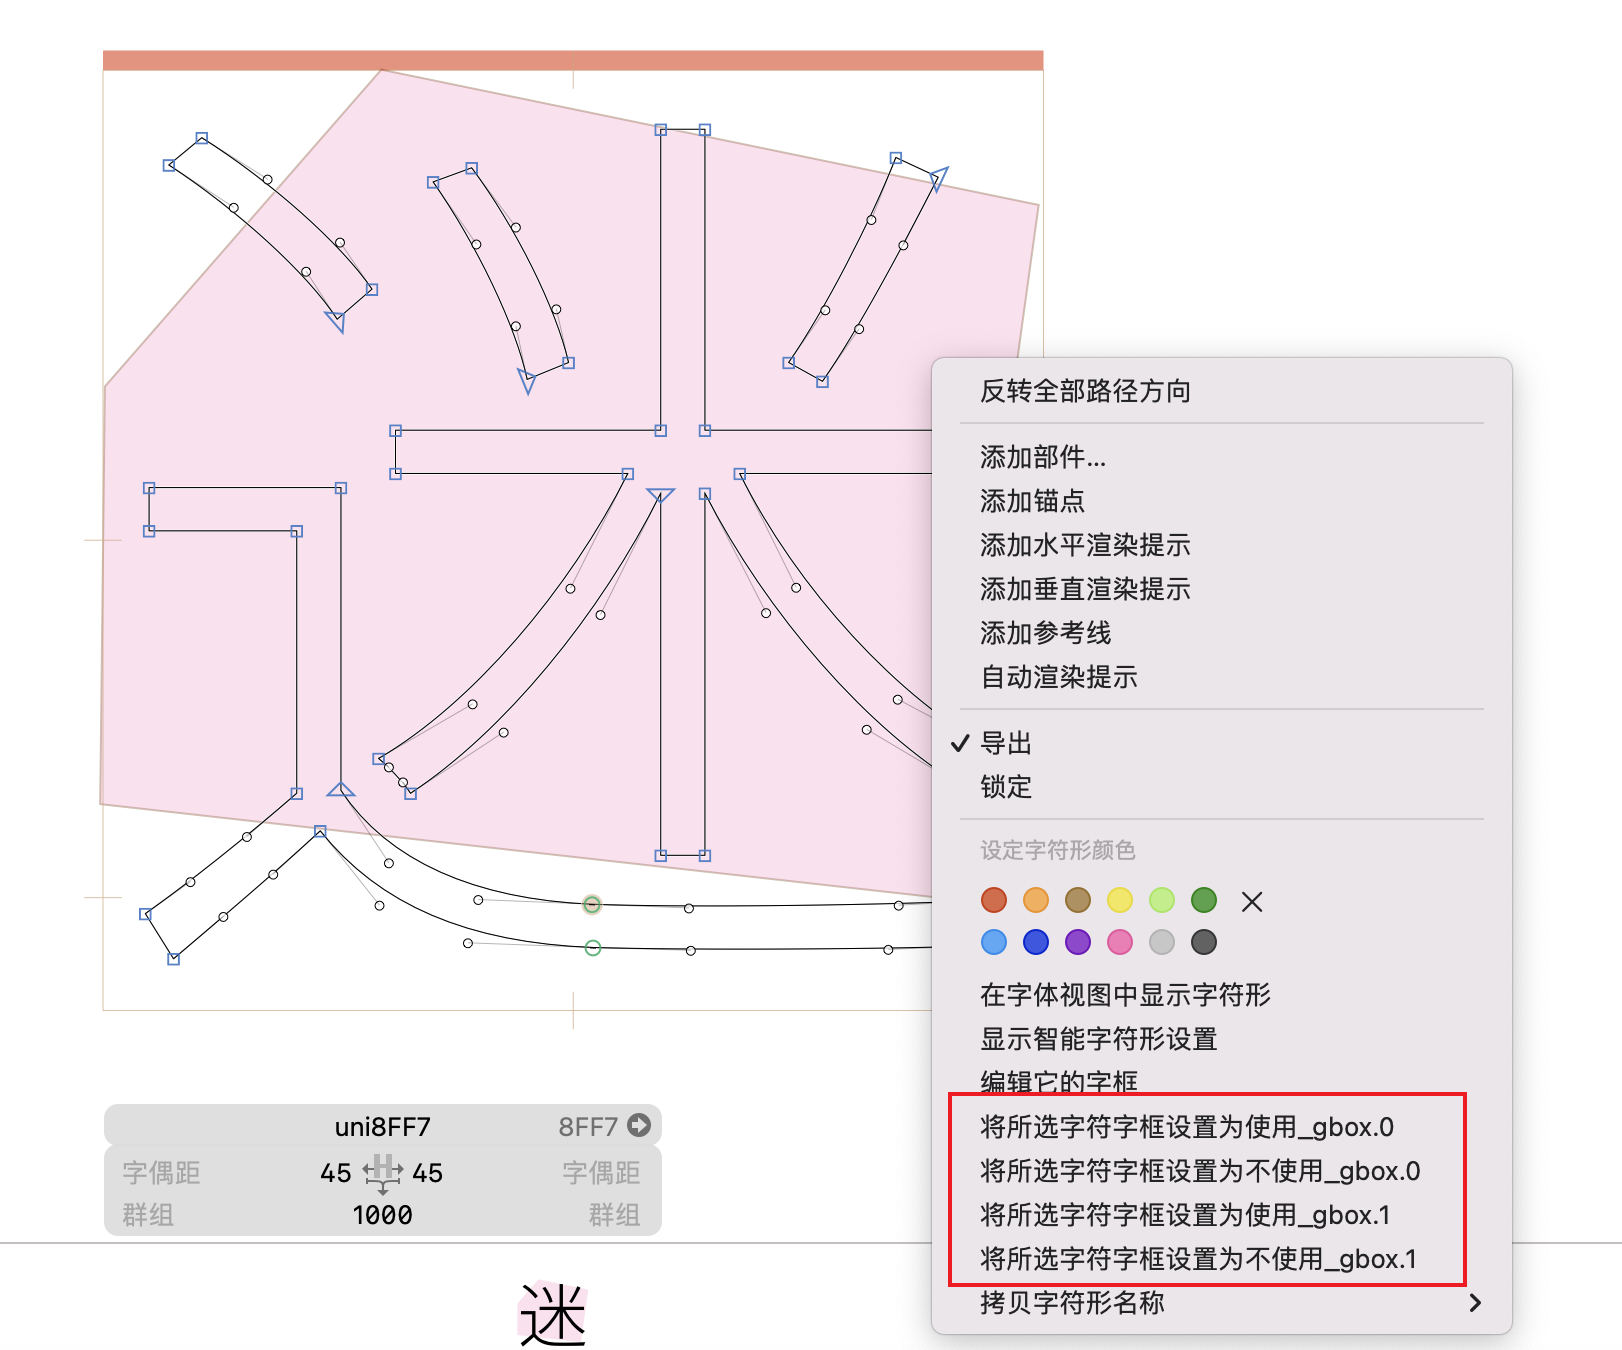 反转全部路径方向
添加部件...
添加锚点
添加水平渲染提示
添加垂直渲染提示
添加参考线
自动渲染提示
导出
锁定
设定字符形颜色
在字体视图中显示字符形
显示智能字符形设置
编辑它的字框
将所选字符字框设置为使用_gbox.0
将所选字符字框设置为不使用_gbox.0
将所选字符字框设置为使用_gbox.1
将所选字符字框设置为不使用_gbox.1
拷贝字符形名称
uni8FF7 8FF7
字偶距 45 H 45 字偶距
群组 1000 群组
迷